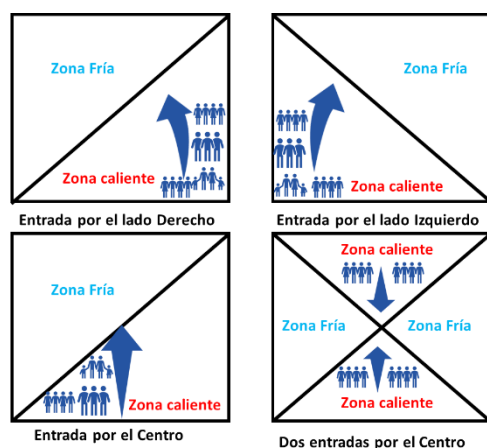 Zona Fría
Zona caliente
Entrada por el lado Derecho
Zona Fría
Zona caliente
Entrada por el lado Izquierdo
Zona Fría
Zona caliente
Entrada por el Centro
Zona caliente
Zona Fría
Zona Fría
Zona caliente
Dos entradas por el Centro